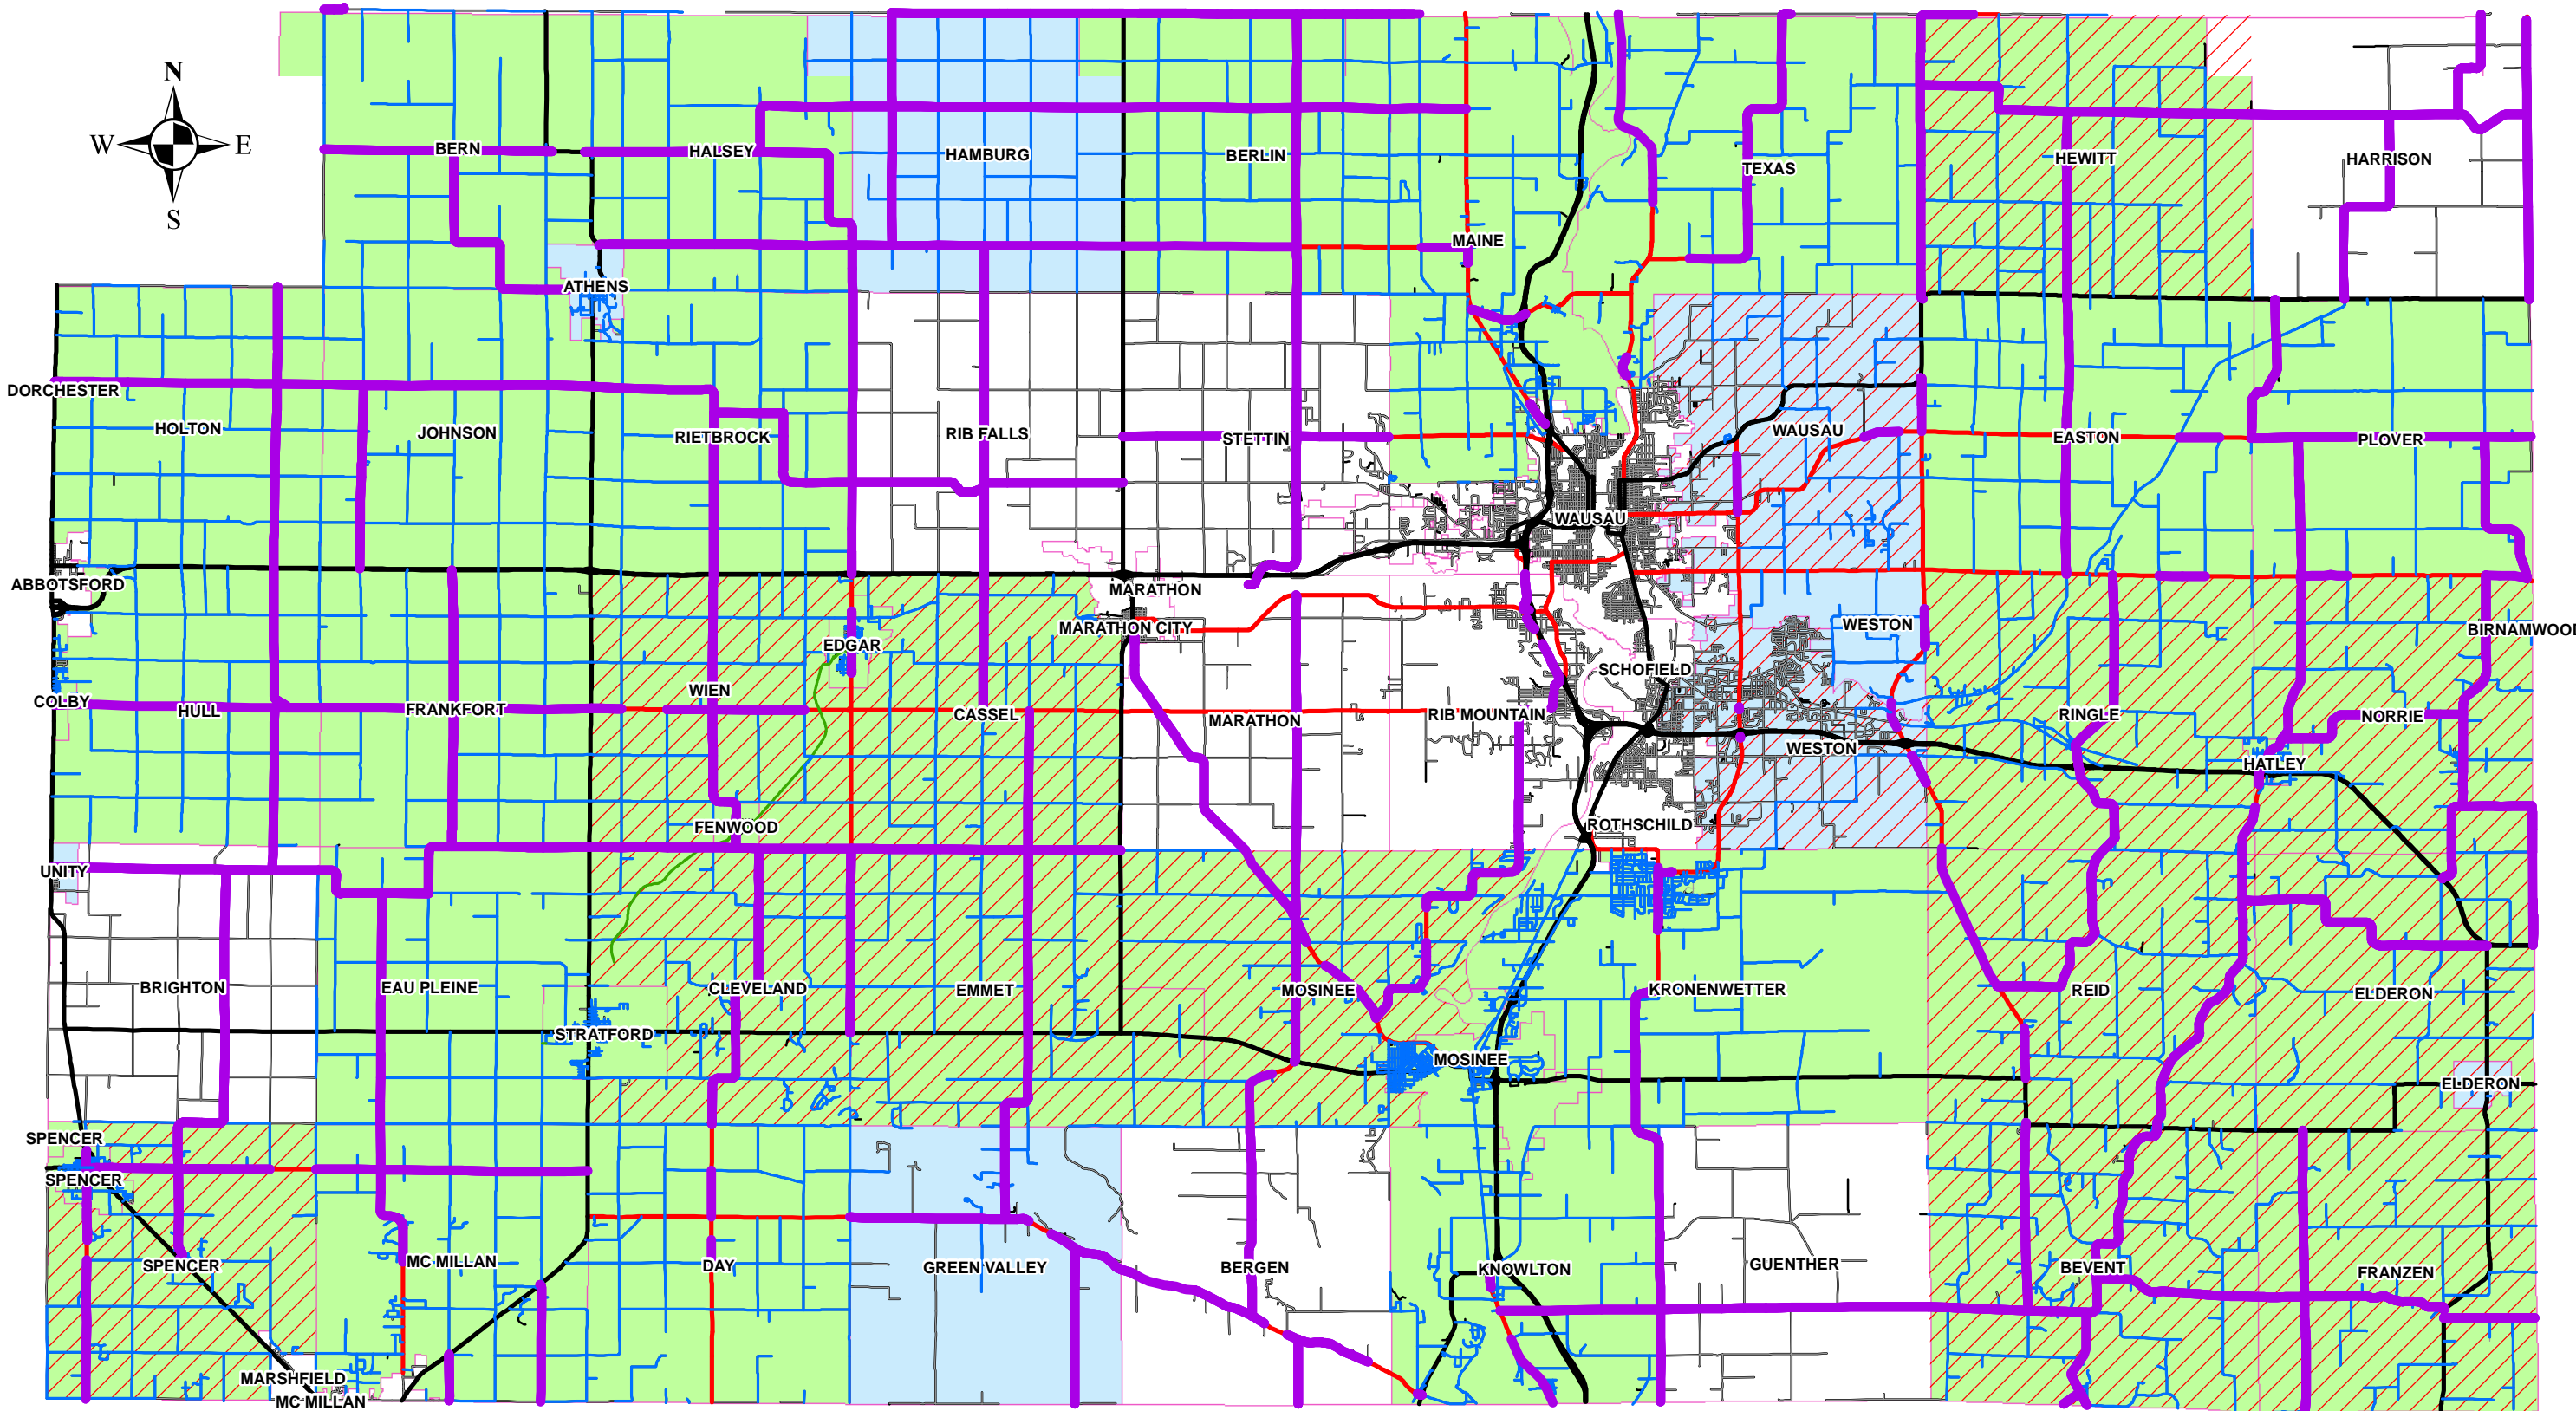 N
W E
S
BERN
HALSEY
HAMBURG
BERLIN
TEXAS
HEWITT
HARRISON
MAINE
ATHENS
DORCHESTER
HOLTON
JOHNSON
RIETBROCK
RIB FALLS
STETTIN
WAUSAU
EASTON
PLOVER
WAUSAU
ABBOTSFORD
MARATHON
MARATHON CITY
EDGAR
WESTON
BIRNAMWOOD
SCHOFIELD
COLBY
HULL
FRANKFORT
WIEN
CASSEL
MARATHON
RIB MOUNTAIN
RINGLE
NORRIE
WESTON
HATLEY
FENWOOD
ROTHSCHILD
UNITY
BRIGHTON
EAU PLEINE
CLEVELAND
EMMET
MOSINEE
KRONENWETTER
REID
ELDERON
STRATFORD
MOSINEE
ELDERON
SPENCER
SPENCER
SPENCER
MC MILLAN
DAY
GREEN VALLEY
BERGEN
KNOWLTON
GUENTHER
BEVENT
FRANZEN
MARSHFIELD
MC MILLAN